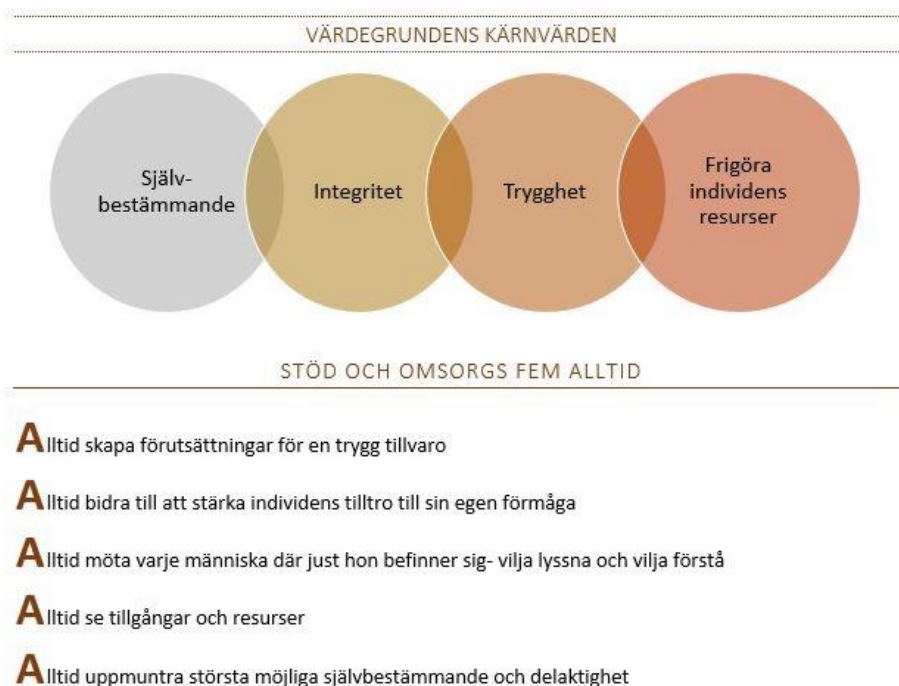 VÄRDEGRUNDENS KÄRNVÄRDEN
Själv-
bestämmande
Integritet
Trygghet
Frigöra
individens
resurser
STÖD OCH OMSORGS FEM ALLTID
Alltid skapa förutsättningar för en trygg tillvaro
Alltid bidra till att stärka individens tilltro till sin egen förmåga
Alltid möta varje människa där just hon befinner sig- vilja lyssna och vilja förstå
Alltid se tillgångar och resurser
Alltid uppmuntra största möjliga självbestämmande och delaktighet